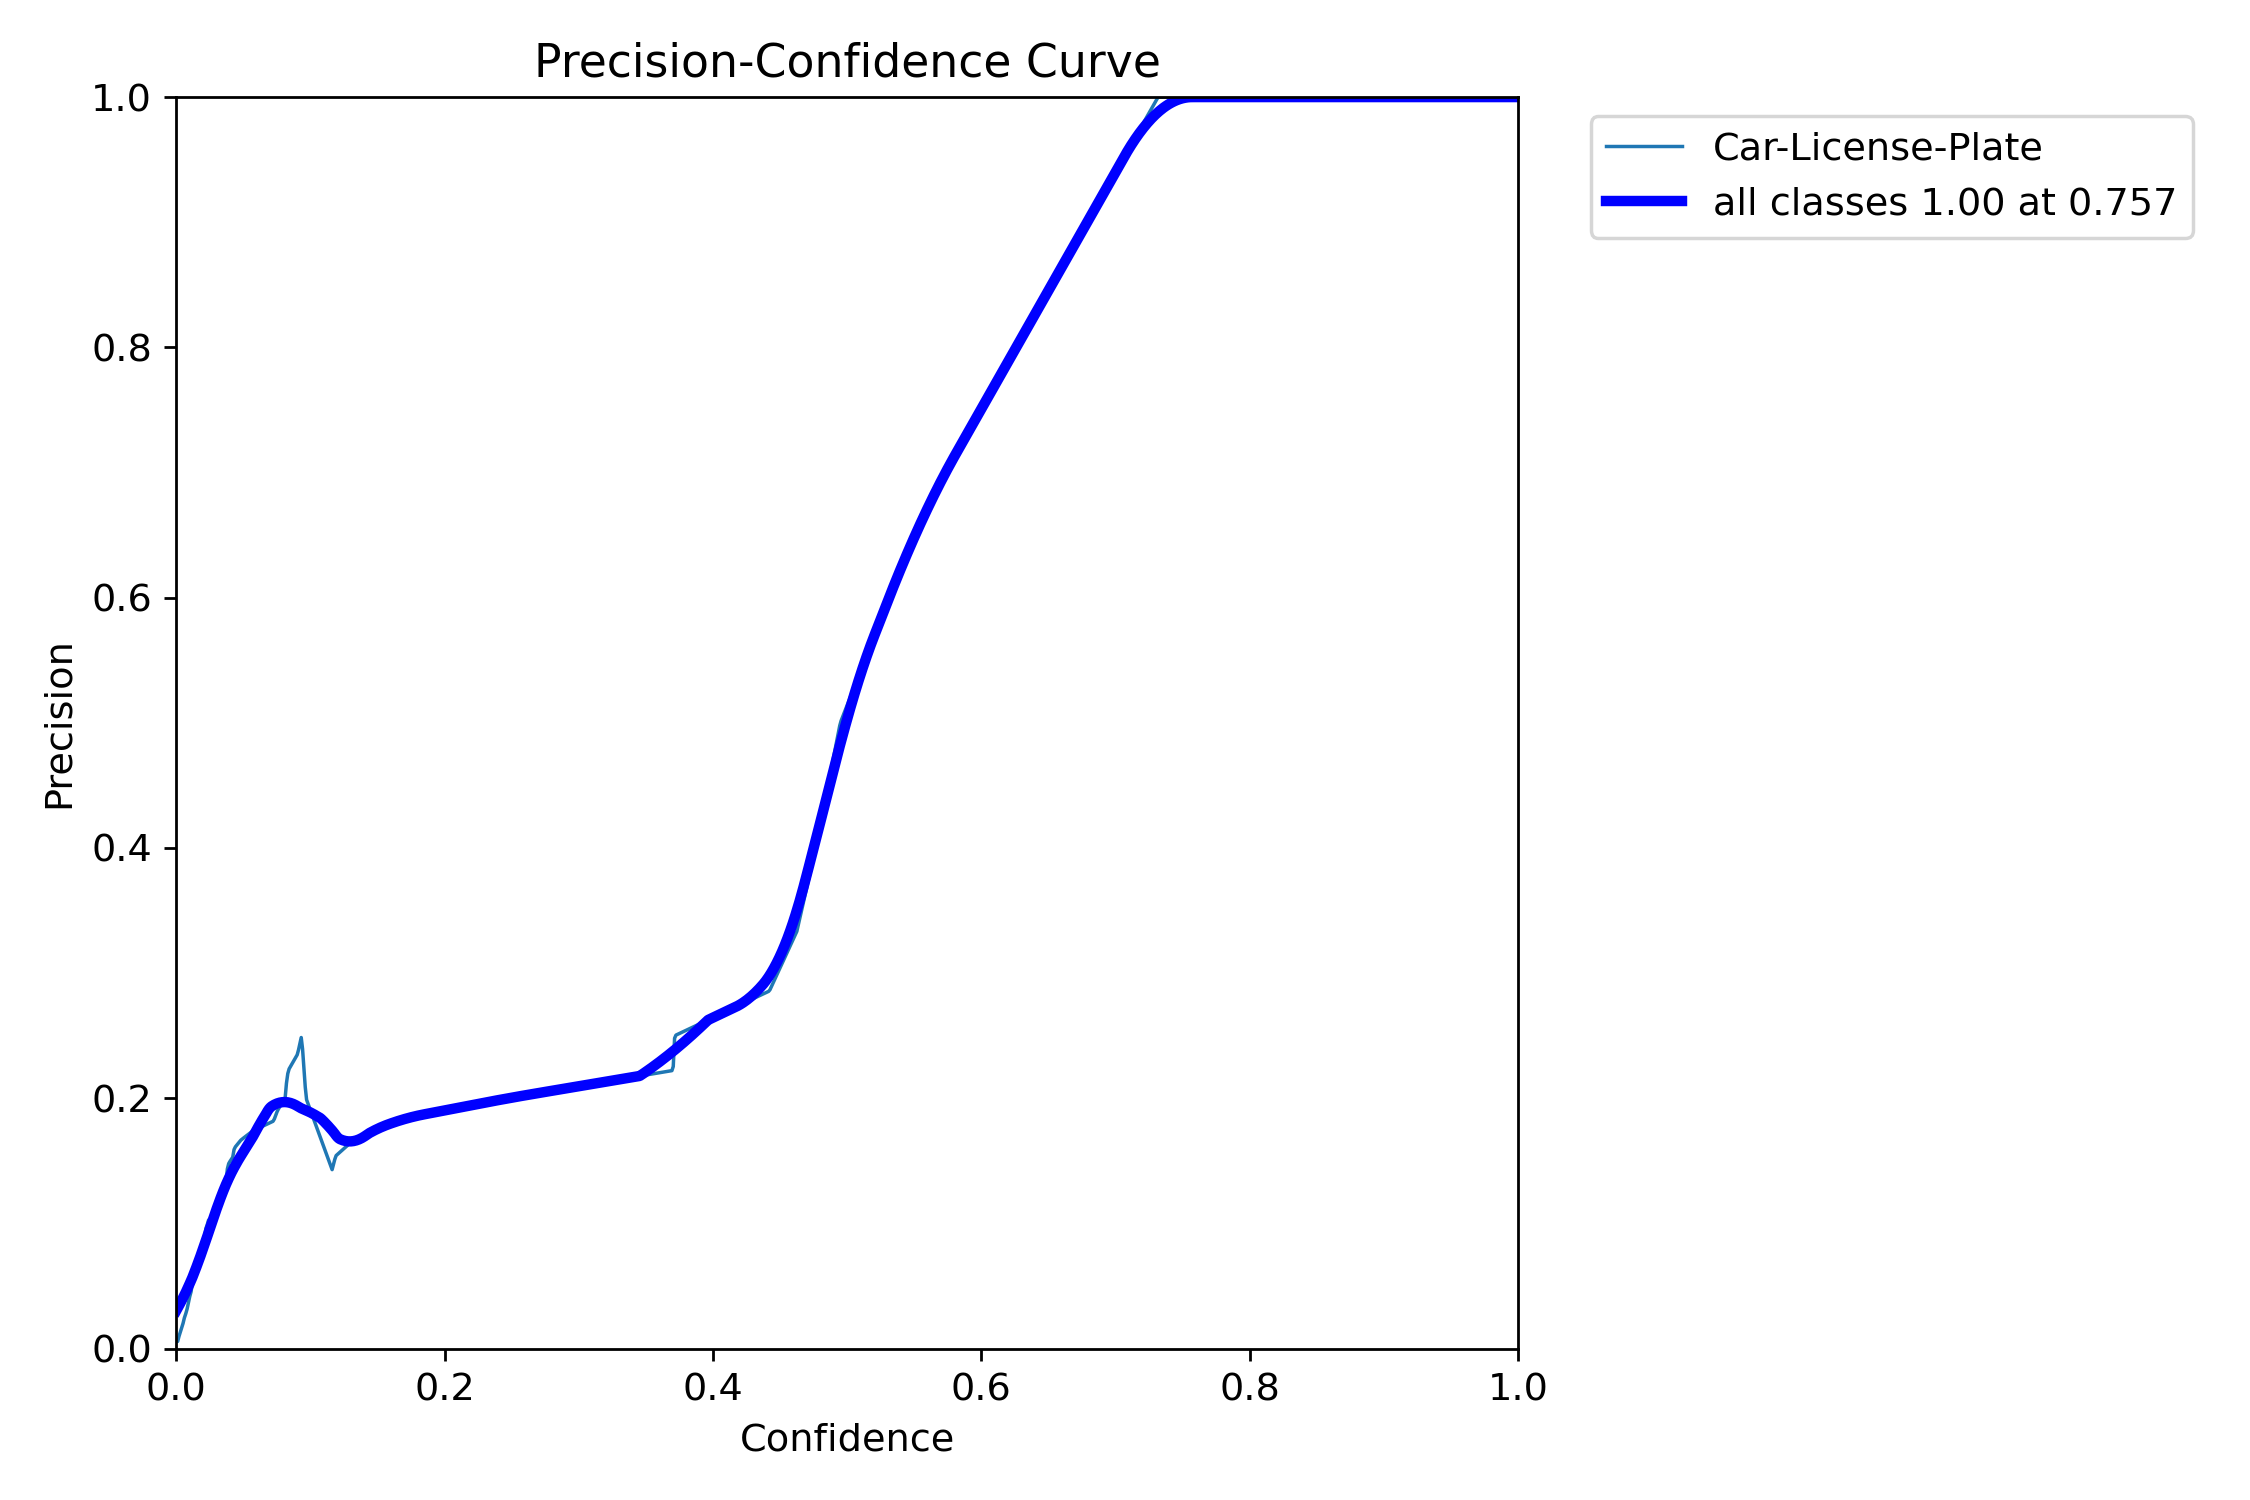 Precision-Confidence Curve
1.0
0.8
0.6
0.4
0.2
0.0
Precision
0.0 0.2 0.4 0.6 0.8 1.0
Confidence
Car-License-Plate
all classes 1.00 at 0.757